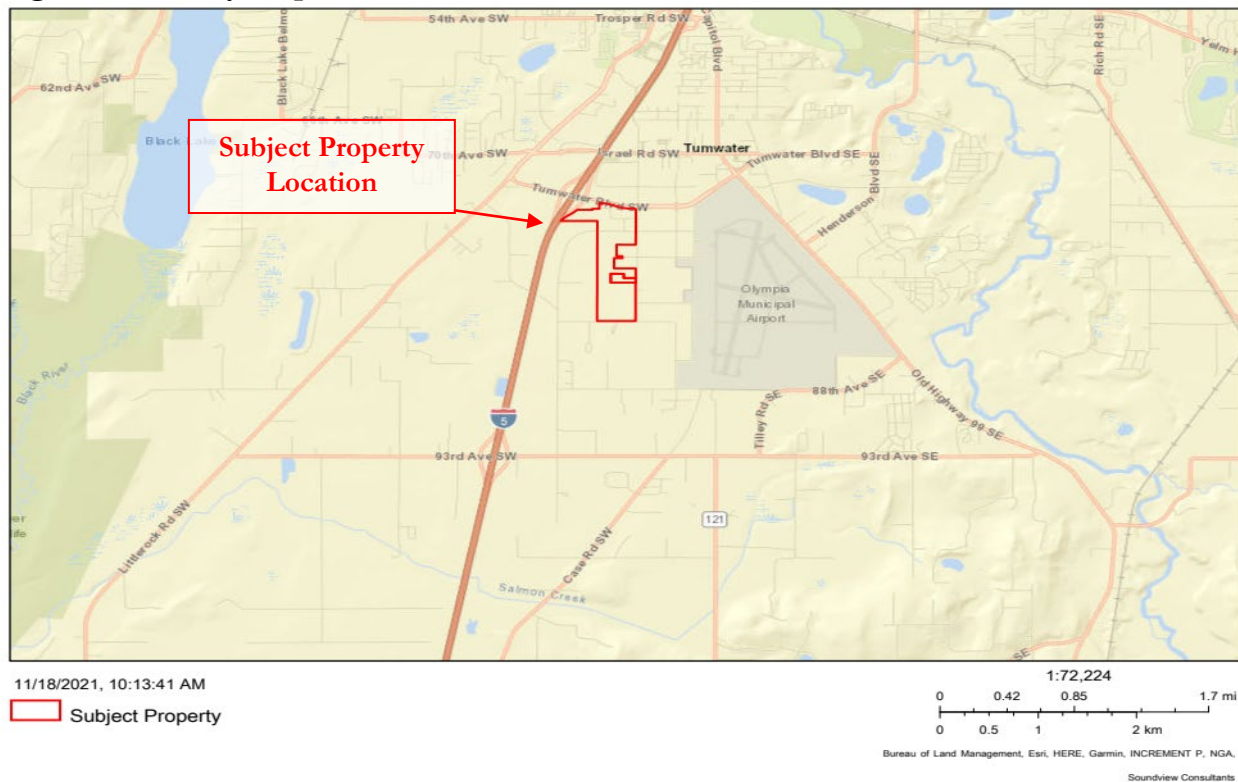 54th Ave SW
Trosper Rd SW
Capitol Blvd
Rich Rd SE
Yelm H
Black Lake Belmo
62nd Ave SW
Ave SW
Black Lake
Subject Property
Location
70th Ave SW
Israel Rd SW
Tumwater
Tumwater Blvd SE
Tumwater Blvd SW
Henderson Blvd SE
Olympia
Municipal
Airport
Black River
88th Ave SE
Old Highway 99 SE
Tilley Rd SE
5
93rd Ave SW
93rd Ave SE
Littlerock Rd SW
121
Case Rd SW
Salmon Creek
er
ife
SE
11/18/2021, 10:13:41 AM
Subject Property
1:72,224
0 0.42 0.85 1.7 mi
0 0.5 1 2 km
Bureau of Land Management, Esri, HERE, Garmin, INCREMENT P, NGA,
Soundview Consultants